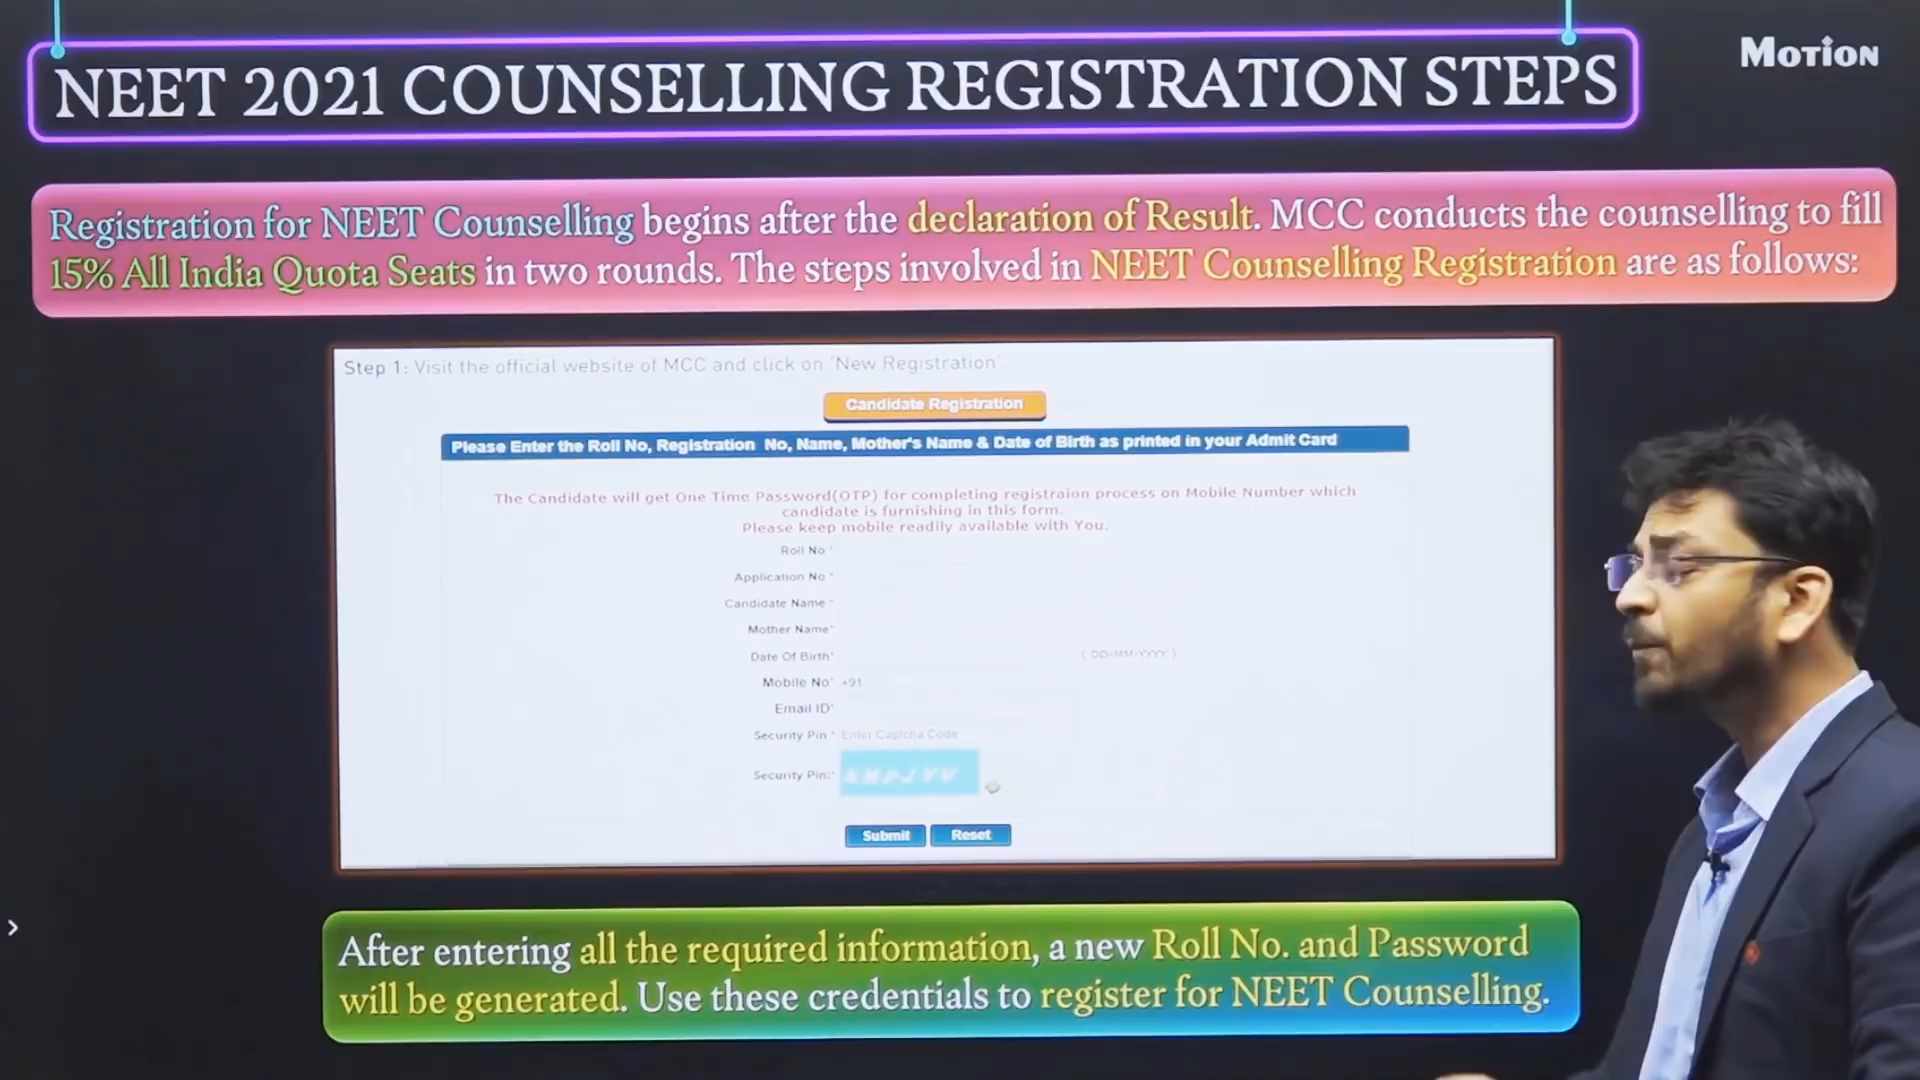 NEET 2021 COUNSELLING REGISTRATION STEPS
MOTION
Registration for NEET Counselling begins after the declaration of Result. MCC conducts the counselling to fill
15% All India Quota Seats in two rounds. The steps involved in NEET Counselling Registration are as follows:
Step 1: Visit the official website of MCC and click on 'New Registration'.
Candidate Registration
Please Enter the Roll No, Registration No, Name, Mother's Name & Date of Birth as printed in your Admit Card
The Candidate will get One Time Password(OTP) for completing registraion process on Mobile Number which
candidate is furnishing in this form.
Please keep mobile readily available with You.
Roll No *
Application No *
Candidate Name *
Mother Name*
Date Of Birth* ( DD-MM-YYYY )
Mobile No* +91
Email ID*
Security Pin * Enter Captcha Code
Security Pin:*
Submit Reset
After entering all the required information, a new Roll No. and Password
will be generated. Use these credentials to register for NEET Counselling.